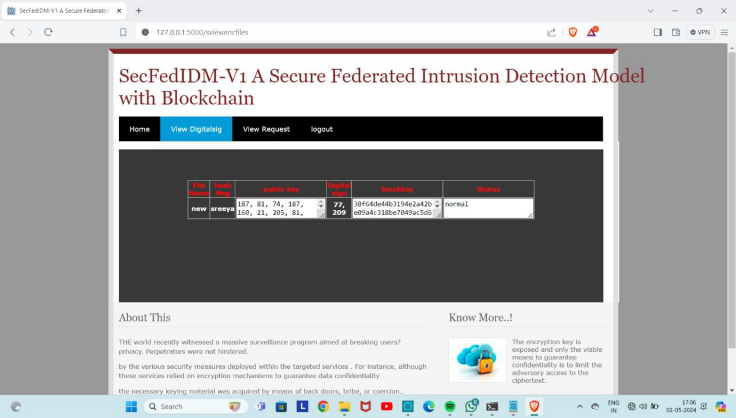 SecFedIDM-V1 A Secure Federated
127.0.0.1:5000/sviewencfiles
VPN
SecFedIDM-V1 A Secure Federated Intrusion Detection Model
with Blockchain
Home View Digitalsig View Request logout
File Name hash Msg public key Digital sign blockkey Status
new sreeya 187, 81, 74, 187, 77, 38f64de44b3194e2a42b normal
160, 21, 205, 81, 209 e09a4c318be7049ac5d6
About This
THE world recently witnessed a massive surveillance program aimed at breaking users?
privacy. Perpetrators were not hindered.
by the various security measures deployed within the targeted services . For instance, although
these services relied on encryption mechanisms to guarantee data confidentiality
the necessary keying material was acquired by means of back doors, bribe, or coercion..
Know More..!
The encryption key is
exposed and only the viable
means to guarantee
confidentiality is to limit the
adversary access to the
ciphertext.
Search
ENG
IN
17:06
02-05-2024